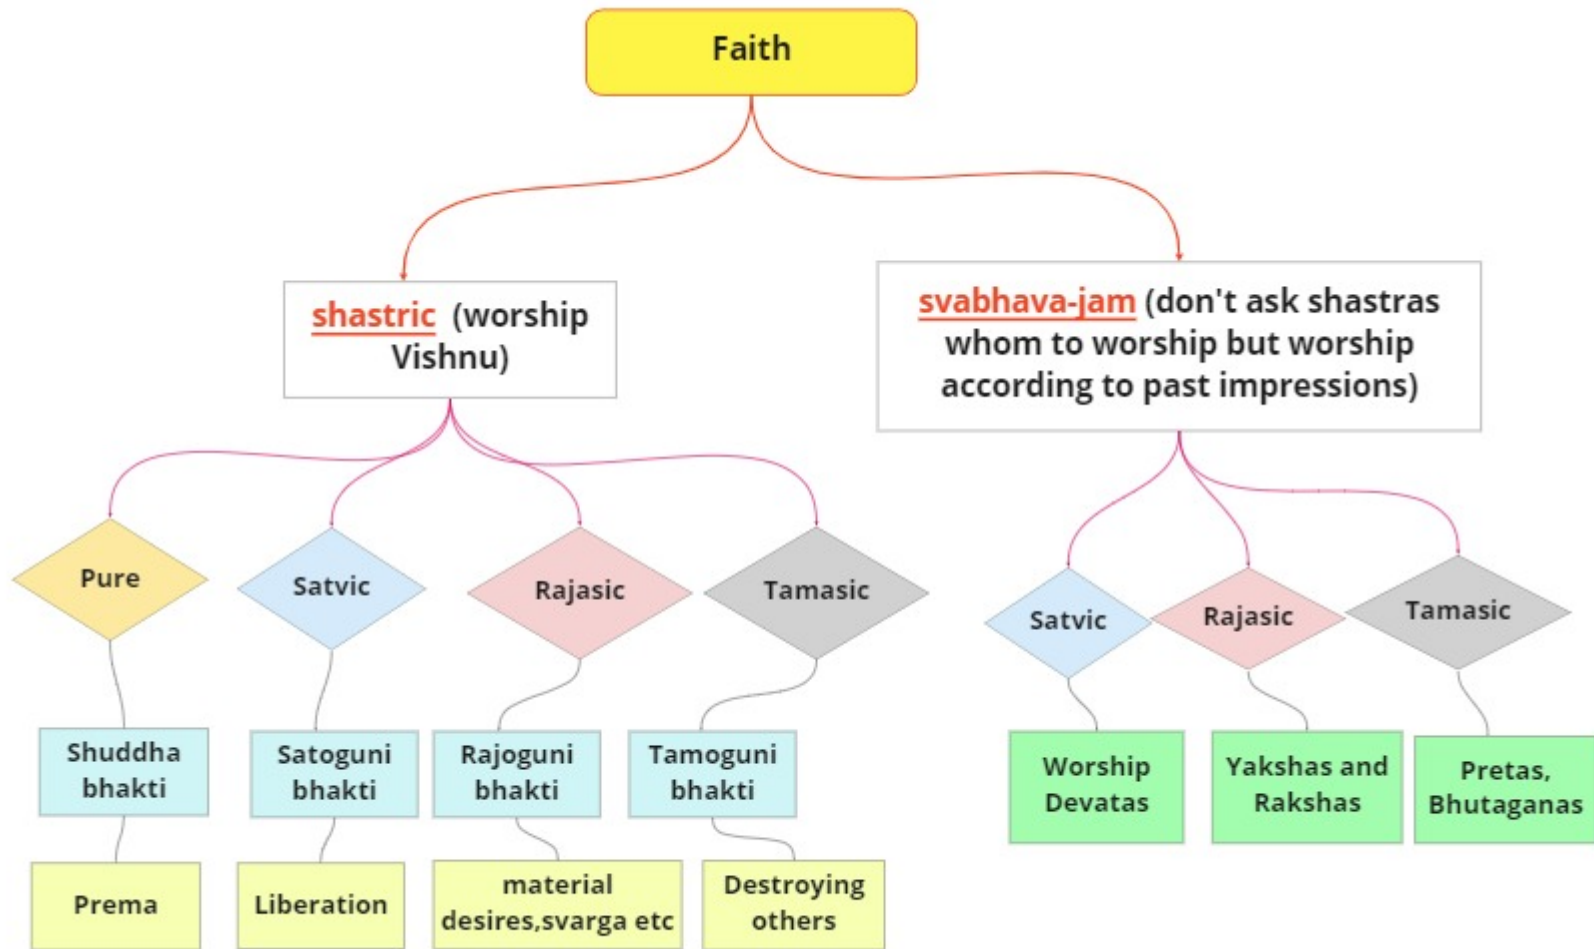 Faith
shastric (worship
Vishnu)
svabhava-jam (don't ask shastras
whom to worship but worship
according to past impressions)
Pure
Satvic
Rajasic
Tamasic
Satvic
Rajasic
Tamasic
Shuddha
bhakti
Satoguni
bhakti
Rajoguni
bhakti
Tamoguni
bhakti
Worship
Devatas
Yakshas and
Rakshas
Pretas,
Bhutaganas
Prema
Liberation
material
desires,svarga etc
Destroying
others